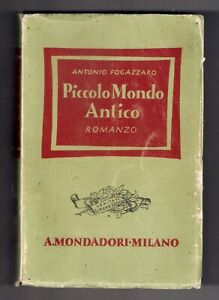 ANTONIO FOGAZZARO
Piccolo Mondo
Antico
ROMANZO
A.MONDADORI·MILANO